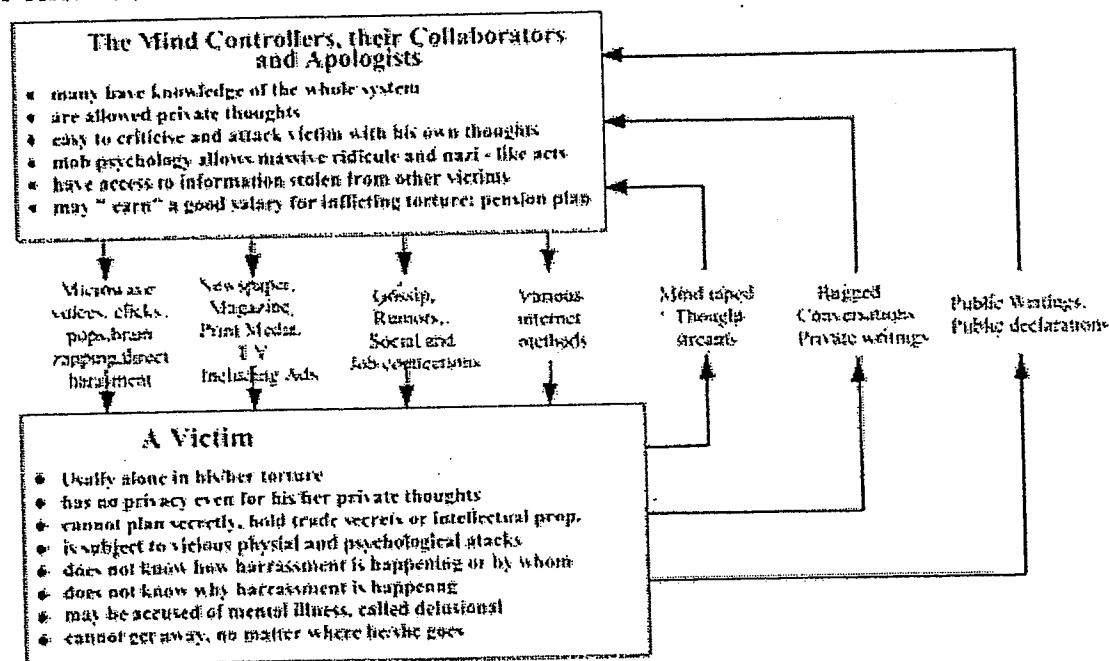 The Mind Controllers, their Collaborators
and Apologists
• many have knowledge of the whole system
• are allowed private thoughts
• easy to criticise and attack victim with his own thoughts
• mob psychology allows massive ridicule and nazi - like acts
• have access to information stolen from other victims
• may " earn" a good salary for inflicting torture: pension plan
Microwave
voices, clicks,
pops, brain
zapping, direct
harassment
Newspaper,
Magazine,
Print Media,
T V
Including Ads
Gossip,
Rumors,
Social and
Job connections
Various
internet
methods
Mind taped
Thought
streams
Bugged
Conversations
Private writings
Public Writings,
Public declarations
A Victim
• Usally alone in his/her torture
• has no privacy even for his/her private thoughts
• cannot plan secretly, hold trade secrets or intellectual prop.
• is subject to vicious physial and psychological atacks
• does not know how harrassment is happening or by whom
• does not know why harrassment is happenng
• may be accused of mental illness, called delusional
• cannot get away, no matter where he/she goes